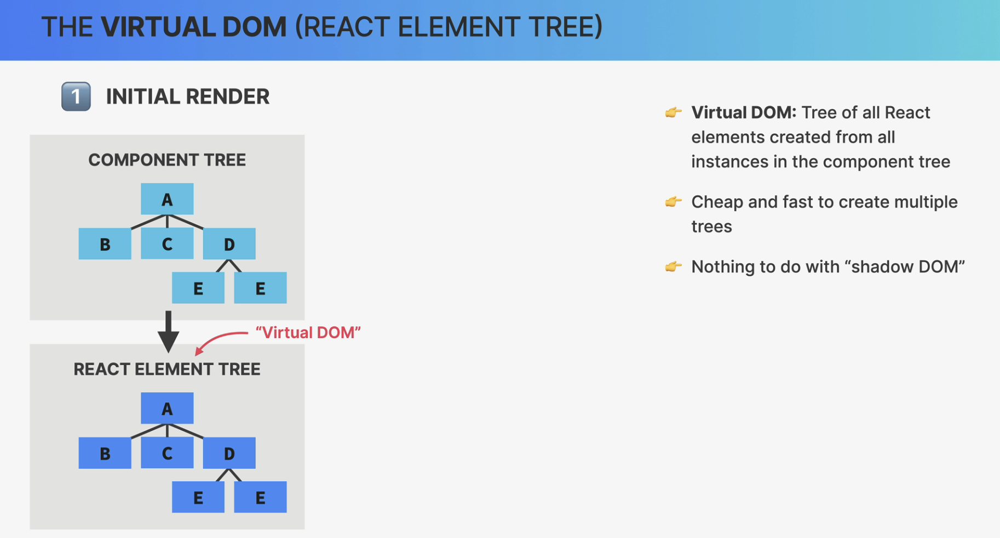 THE VIRTUAL DOM (REACT ELEMENT TREE)
1 INITIAL RENDER
COMPONENT TREE
A
B C D
E E
“Virtual DOM”
REACT ELEMENT TREE
A
B C D
E E
👉 Virtual DOM: Tree of all React
elements created from all
instances in the component tree
👉 Cheap and fast to create multiple
trees
👉 Nothing to do with “shadow DOM”